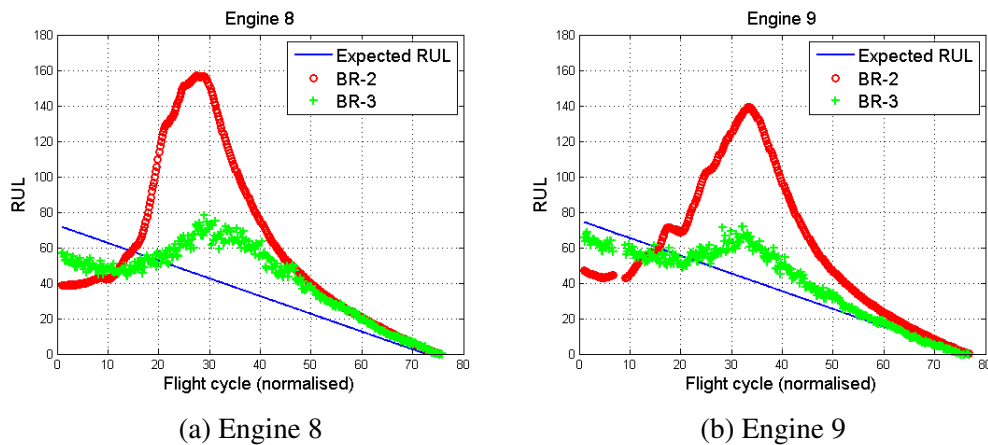 Engine 8
180
160
140
120
100
80
60
40
20
0
RUL
Expected RUL
BR-2
BR-3
0 10 20 30 40 50 60 70 80
Flight cycle (normalised)
(a) Engine 8
Engine 9
180
160
140
120
100
80
60
40
20
0
RUL
Expected RUL
BR-2
BR-3
0 10 20 30 40 50 60 70 80
Flight cycle (normalised)
(b) Engine 9